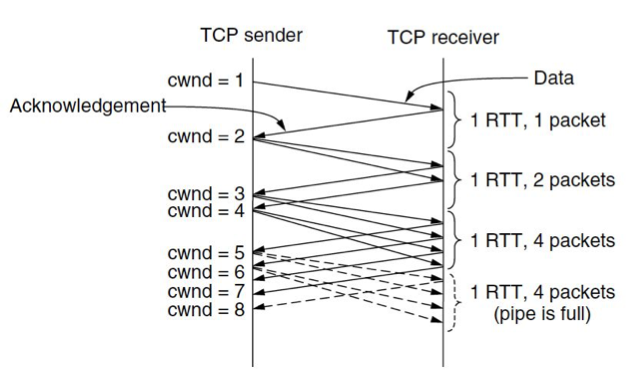 TCP sender
TCP receiver
cwnd = 1
Data
Acknowledgement
1 RTT, 1 packet
cwnd = 2
1 RTT, 2 packets
cwnd = 3
cwnd = 4
1 RTT, 4 packets
cwnd = 5
cwnd = 6
cwnd = 7
cwnd = 8
1 RTT, 4 packets
(pipe is full)